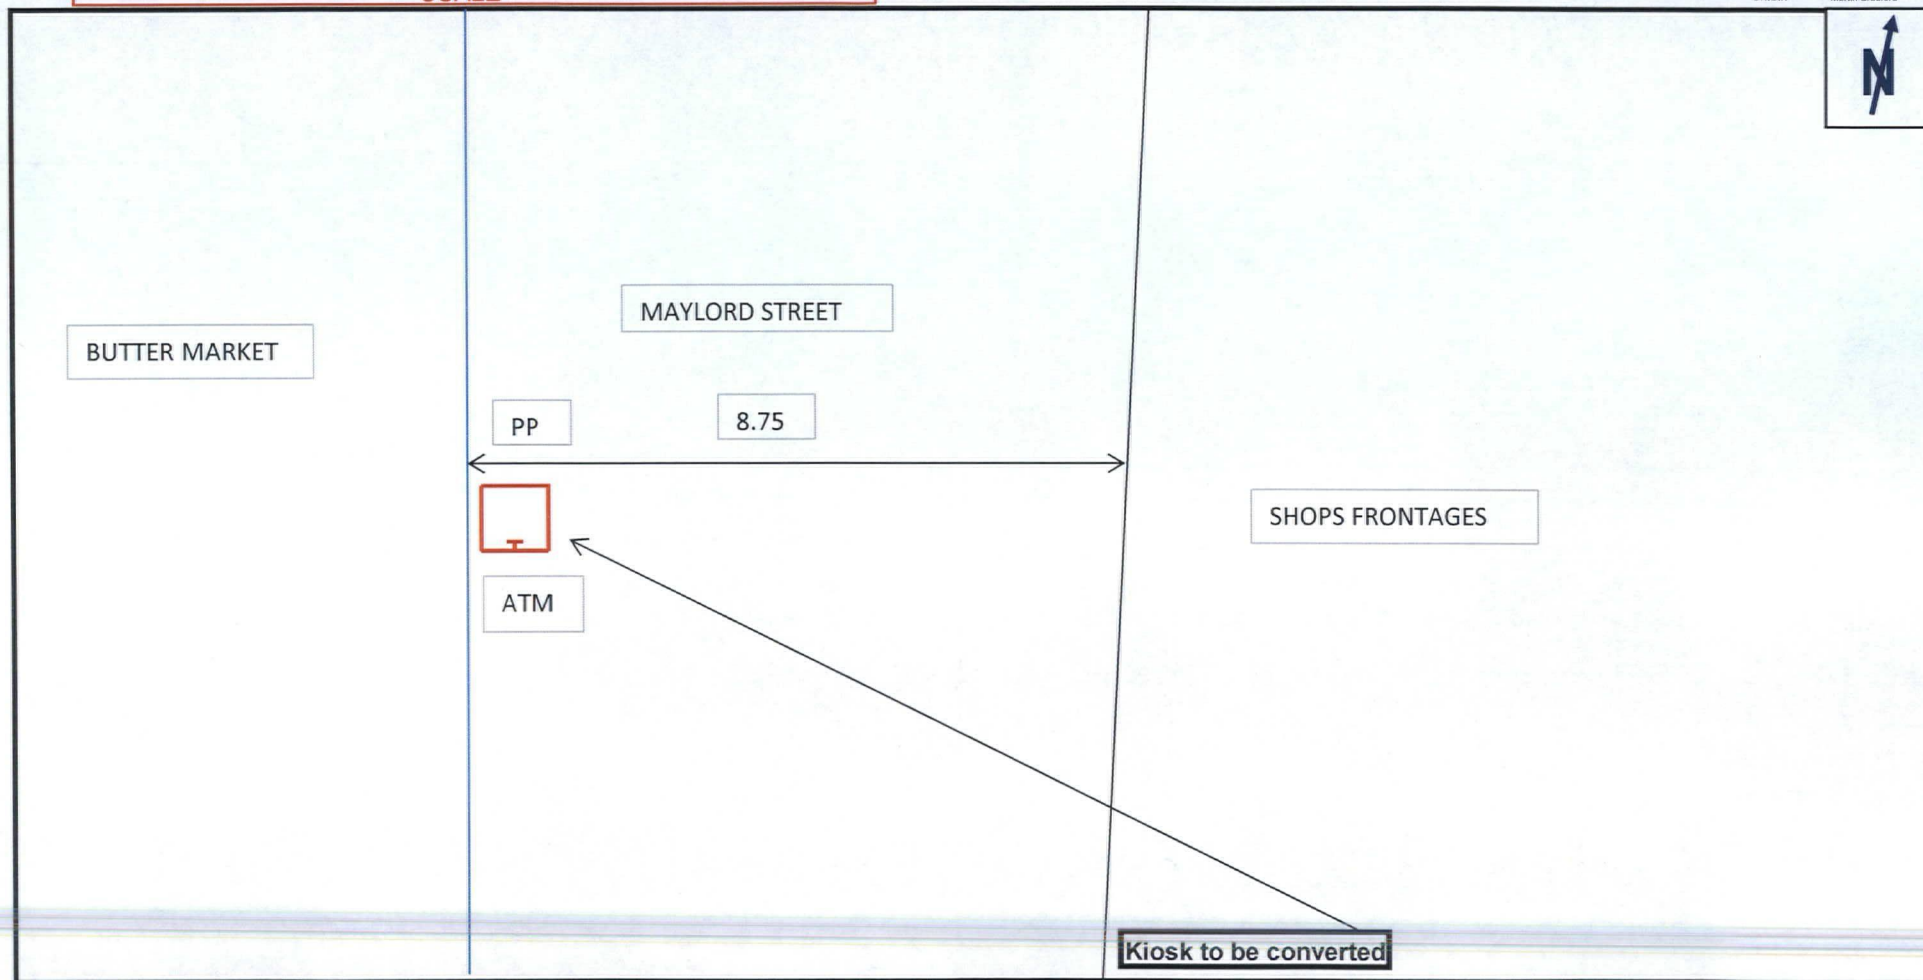 N
MAYLORD STREET
BUTTER MARKET
PP
8.75
SHOPS FRONTAGES
ATM
Kiosk to be converted